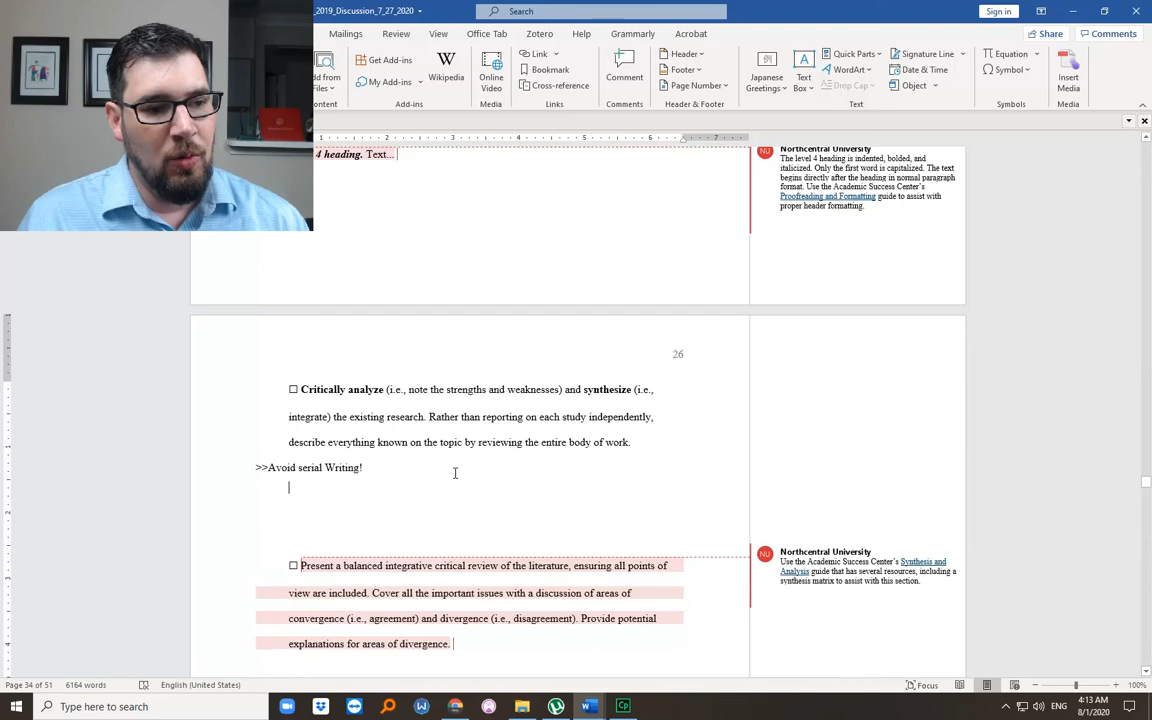 _2019_Discussion_7_27_2020
Search
Sign in
Mailings Review View Office Tab Zotero Help Grammarly Acrobat
Share Comments
Get Add-ins
My Add-ins
Add-ins
Wikipedia
Online Video
Media
Link
Bookmark
Cross-reference
Links
Comment
Comments
Header
Footer
Page Number
Header & Footer
Japanese Greetings
Text Box
Quick Parts
WordArt
Drop Cap
Signature Line
Date & Time
Object
Text
Equation
Symbol
Symbols
Insert Media
Media
1 2 3 4 5 6 7
4 heading. Text...
Northcentral University
The level 4 heading is indented, bolded, and
italicized. Only the first word is capitalized. The text
begins directly after the heading in normal paragraph
format. Use the Academic Success Center's
Proofreading and Formatting guide to assist with
proper header formatting.
26
☐ Critically analyze (i.e., note the strengths and weaknesses) and synthesize (i.e.,
integrate) the existing research. Rather than reporting on each study independently,
describe everything known on the topic by reviewing the entire body of work.
>>Avoid serial Writing!
☐ Present a balanced integrative critical review of the literature, ensuring all points of
view are included. Cover all the important issues with a discussion of areas of
convergence (i.e., agreement) and divergence (i.e., disagreement). Provide potential
explanations for areas of divergence.
Northcentral University
Use the Academic Success Center's Synthesis and
Analysis guide that has several resources, including a
synthesis matrix to assist with this section.
Page 34 of 51 6164 words English (United States) Focus 100%
Type here to search
ENG
4:13 AM
8/1/2020